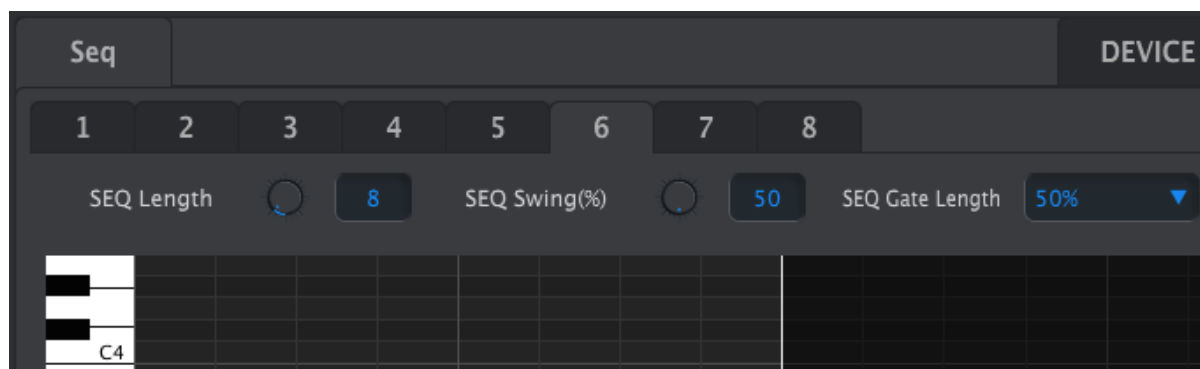 Seq DEVICE
1 2 3 4 5 6 7 8
SEQ Length 8 SEQ Swing(%) 50 SEQ Gate Length 50%
C4